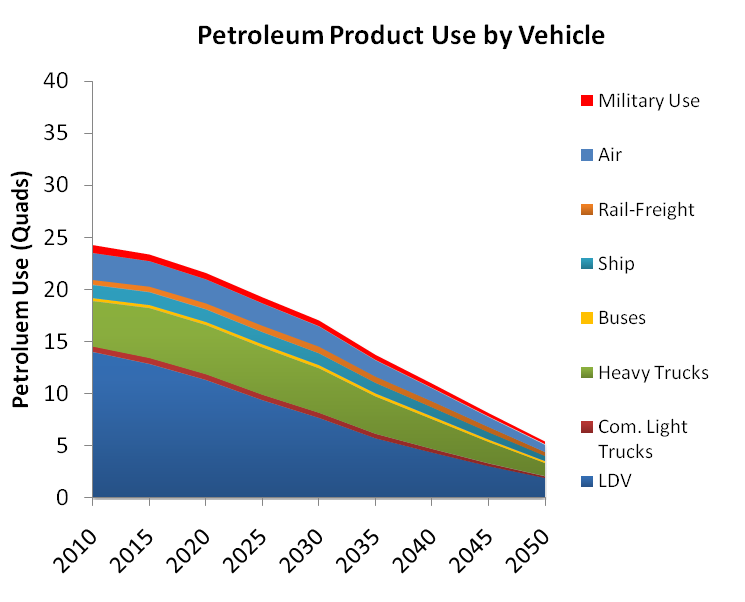 Petroleum Product Use by Vehicle
Petroluem Use (Quads)
40
35
30
25
20
15
10
5
0
2010
2015
2020
2025
2030
2035
2040
2045
2050
Military Use
Air
Rail-Freight
Ship
Buses
Heavy Trucks
Com. Light
Trucks
LDV